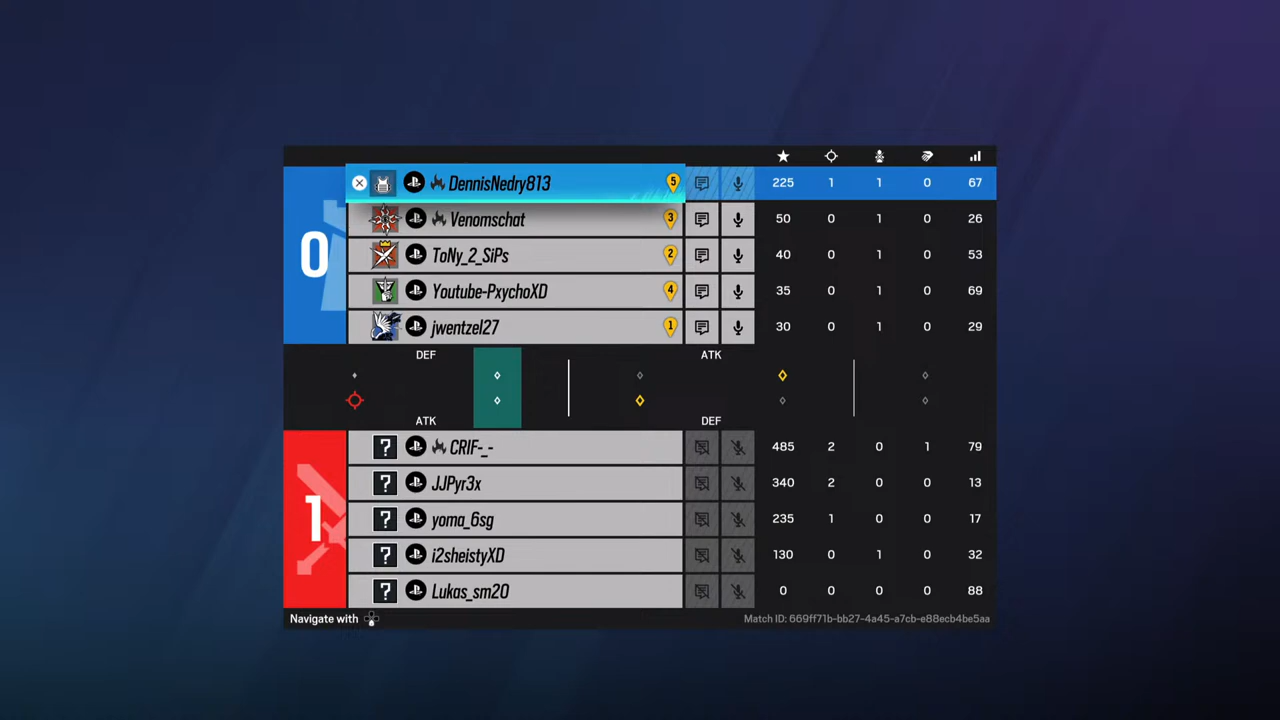 DennisNedry813 5 225 1 1 0 67
0
Venomschat 3 50 0 1 0 26
ToNy_2_SiPs 2 40 0 1 0 53
Youtube-PxychoXD 4 35 0 1 0 69
jwentzel27 1 30 0 1 0 29
DEF ATK
ATK DEF
1
? CRIF-_- 485 2 0 1 79
? JJPyr3x 340 2 0 0 13
? yoma_6sg 235 1 0 0 17
? i2sheistyXD 130 0 1 0 32
? Lukas_sm20 0 0 0 0 88
Navigate with Match ID: 669ff71b-bb27-4a45-a7cb-e88ecb4be5aa